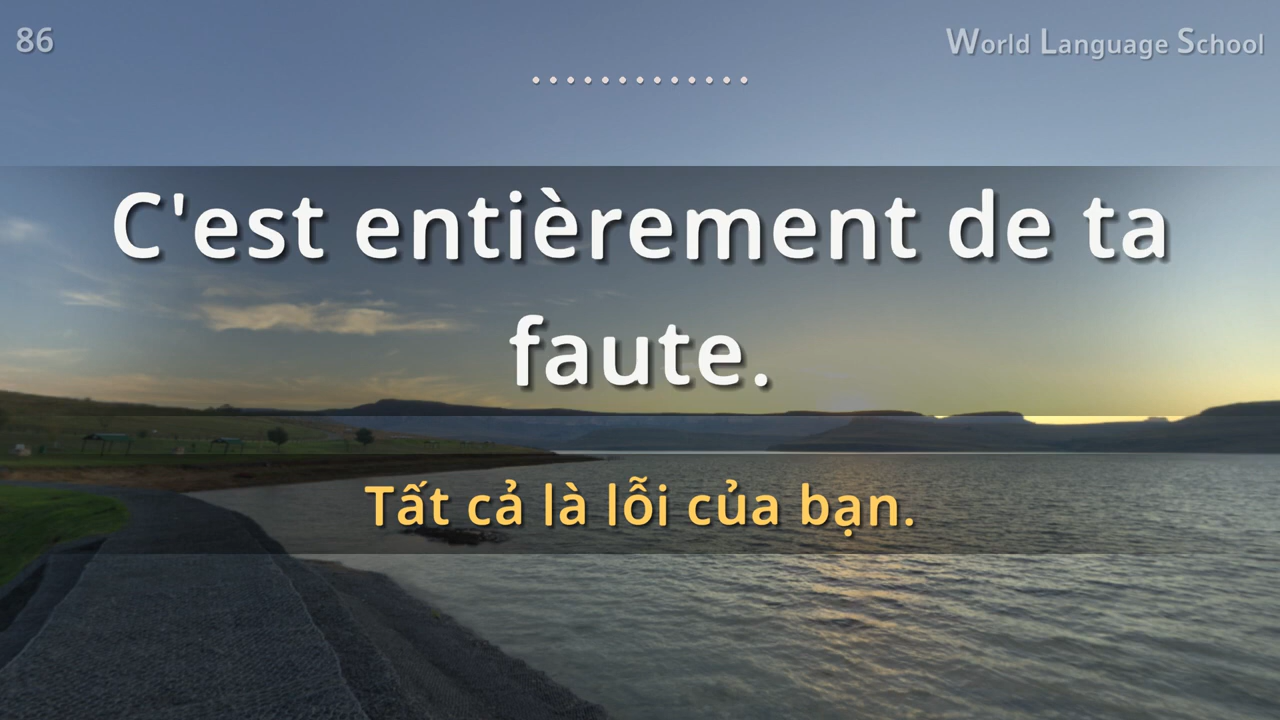 86
World Language School
C'est entièrement de ta
faute.
Tất cả là lỗi của bạn.